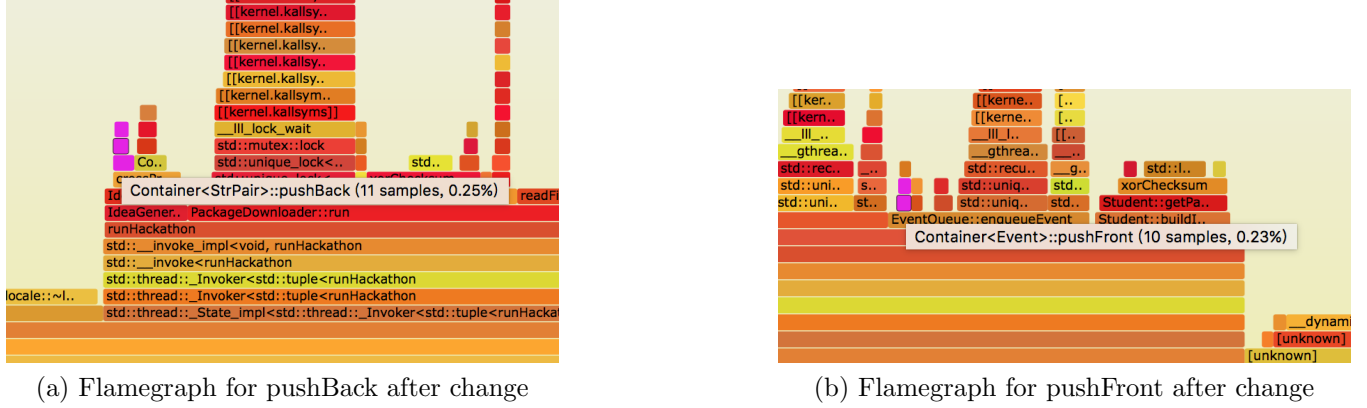 [[kernel.kallsy..
[[kernel.kallsy..
[[kernel.kallsy..
[[kernel.kallsy..
[[kernel.kallsy..
[[kernel.kallsym..
[[kernel.kallsyms]]
__lll_lock_wait
std::mutex::lock
Co..
std::unique_lock<..
std..
Container<StrPair>::pushBack (11 samples, 0.25%)
readFi
IdeaGener..
PackageDownloader::run
runHackathon
std::__invoke_impl<void, runHackathon
std::__invoke<runHackathon
std::thread::_Invoker<std::tuple<runHackathon
locale::~l..
std::thread::_Invoker<std::tuple<runHackathon
std::thread::_State_impl<std::thread::_Invoker<std::tuple<runHackat
(a) Flamegraph for pushBack after change
[[ker..
[[kerne..
[..
[[kern..
[[kerne..
[..
__lll_..
__lll_l..
[[..
__gthrea..
__gthrea..
__..
std::rec..
_..
std::recu..
__g..
std::l..
std::uni..
s..
std::uniq..
std..
xorChecksum
std::uni..
st..
std::uniq..
std..
Student::getPa..
EventQueue::enqueueEvent
Student::buildI..
Container<Event>::pushFront (10 samples, 0.23%)
__dynami
[unknown]
[unknown]
(b) Flamegraph for pushFront after change